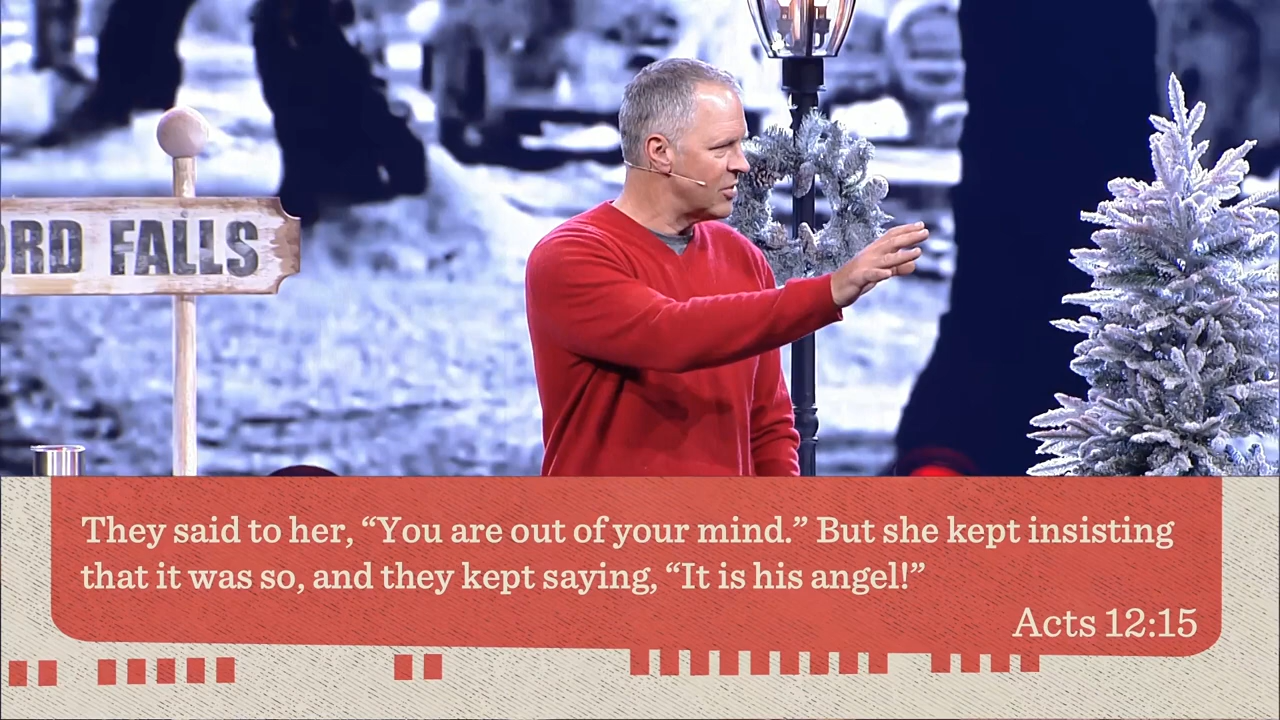 ORD FALLS
They said to her, “You are out of your mind.” But she kept insisting
that it was so, and they kept saying, “It is his angel!”
Acts 12:15